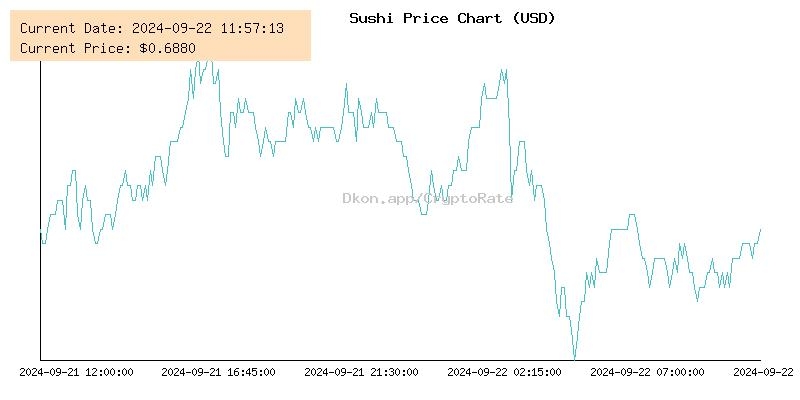 Sushi Price Chart (USD)
Current Date: 2024-09-22 11:57:13
Current Price: $0.6880
Dkon.app/CryptoRate
2024-09-21 12:00:00 2024-09-21 16:45:00 2024-09-21 21:30:00 2024-09-22 02:15:00 2024-09-22 07:00:00 2024-09-22